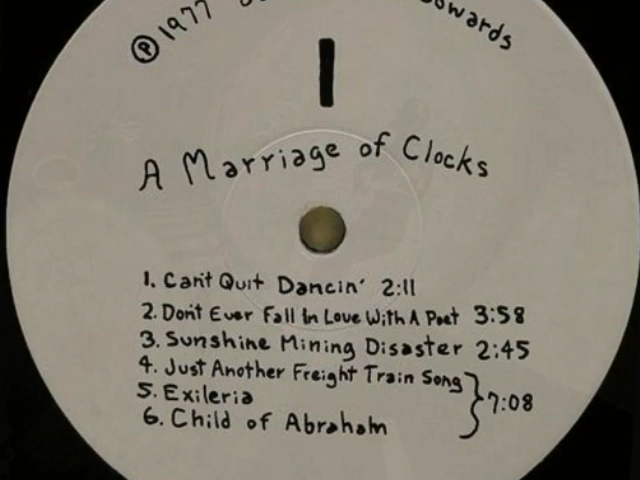 ℗ 1977
I
A Marriage of Clocks
1. Can't Quit Dancin' 2:11
2. Don't Ever Fall In Love With A Poet 3:58
3. Sunshine Mining Disaster 2:45
4. Just Another Freight Train Song
5. Exileria
6. Child of Abraham
7:08